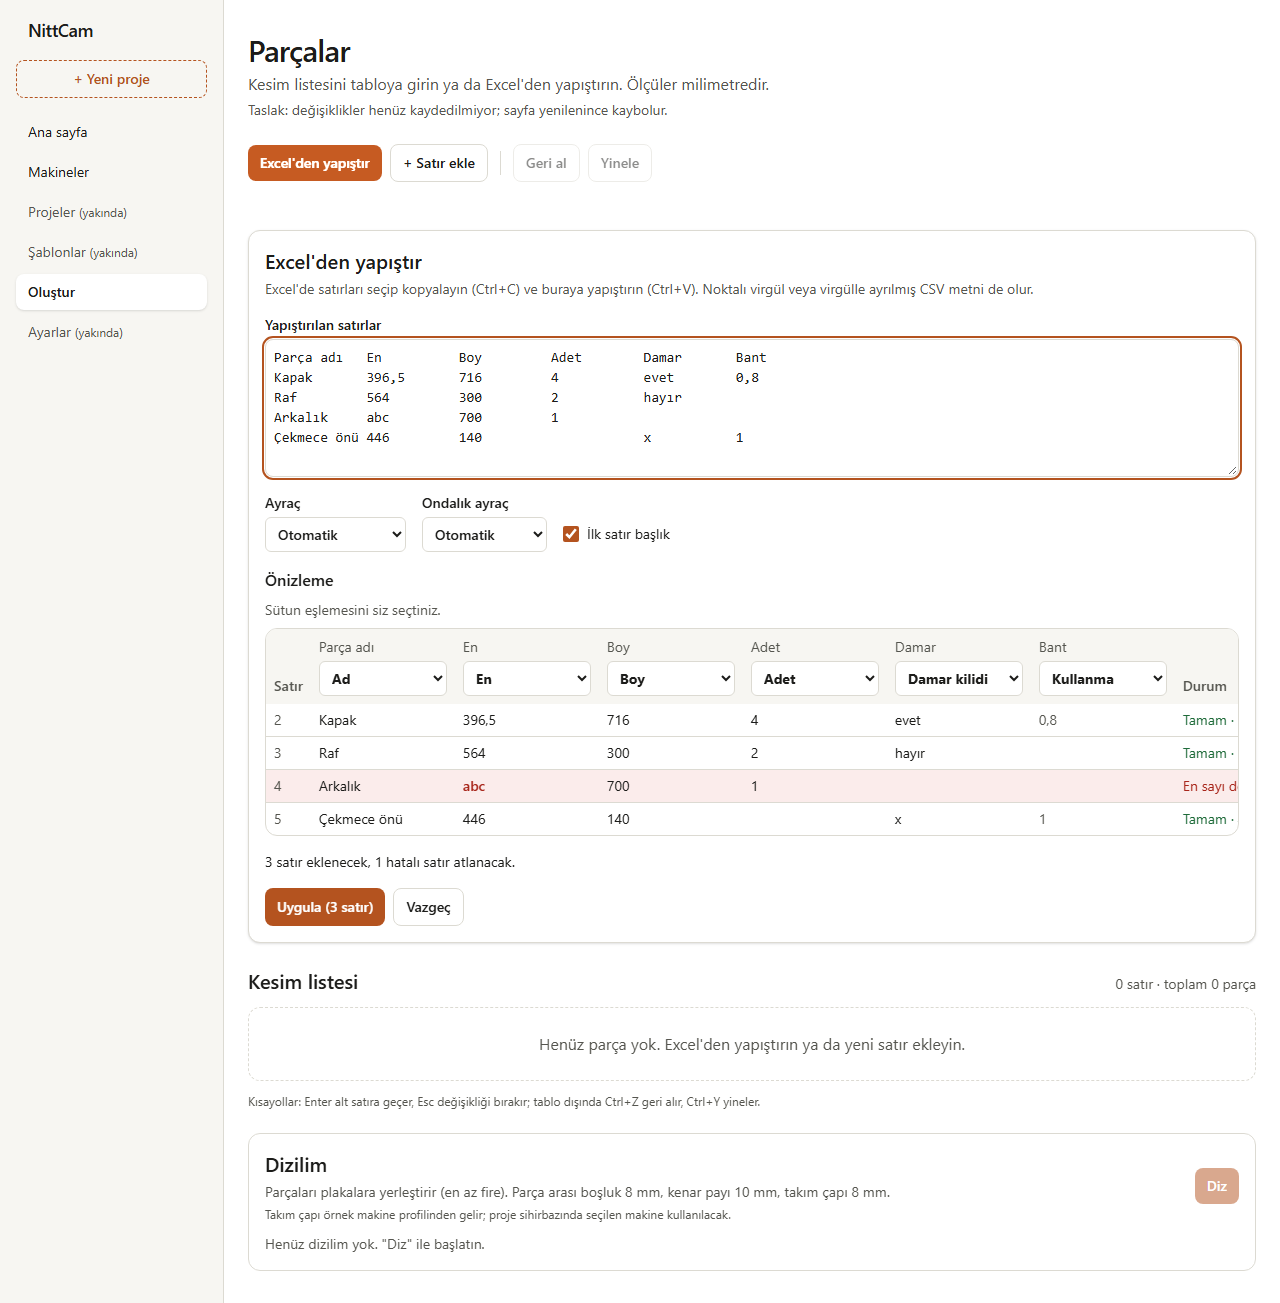 NittCam
+ Yeni proje
Ana sayfa
Makineler
Projeler (yakında)
Şablonlar (yakında)
Oluştur
Ayarlar (yakında)
Parçalar
Kesim listesini tabloya girin ya da Excel'den yapıştırın. Ölçüler milimetredir.
Taslak: değişiklikler henüz kaydedilmiyor; sayfa yenilenince kaybolur.
Excel'den yapıştır + Satır ekle Geri al Yinele
Excel'den yapıştır
Excel'de satırları seçip kopyalayın (Ctrl+C) ve buraya yapıştırın (Ctrl+V). Noktalı virgül veya virgülle ayrılmış CSV metni de olur.
Yapıştırılan satırlar
Parça adı En Boy Adet Damar Bant
Kapak 396,5 716 4 evet 0,8
Raf 564 300 2 hayır
Arkalık abc 700 1
Çekmece önü 446 140 x 1
Ayraç Ondalık ayraç
Otomatik Otomatik İlk satır başlık
Önizleme
Sütun eşlemesini siz seçtiniz.
Parça adı En Boy Adet Damar Bant
Satır Ad En Boy Adet Damar kilidi Kullanma Durum
2 Kapak 396,5 716 4 evet 0,8 Tamam ·
3 Raf 564 300 2 hayır Tamam ·
4 Arkalık abc 700 1 En sayı
5 Çekmece önü 446 140 x 1 Tamam ·
3 satır eklenecek, 1 hatalı satır atlanacak.
Uygula (3 satır) Vazgeç
Kesim listesi 0 satır · toplam 0 parça
Henüz parça yok. Excel'den yapıştırın ya da yeni satır ekleyin.
Kısayollar: Enter alt satıra geçer, Esc değişikliği bırakır; tablo dışında Ctrl+Z geri alır, Ctrl+Y yineler.
Dizilim
Parçaları plakalara yerleştirir (en az fire). Parça arası boşluk 8 mm, kenar payı 10 mm, takım çapı 8 mm.
Takım çapı örnek makine profilinden gelir; proje sihirbazında seçilen makine kullanılacak.
Diz
Henüz dizilim yok. "Diz" ile başlatın.